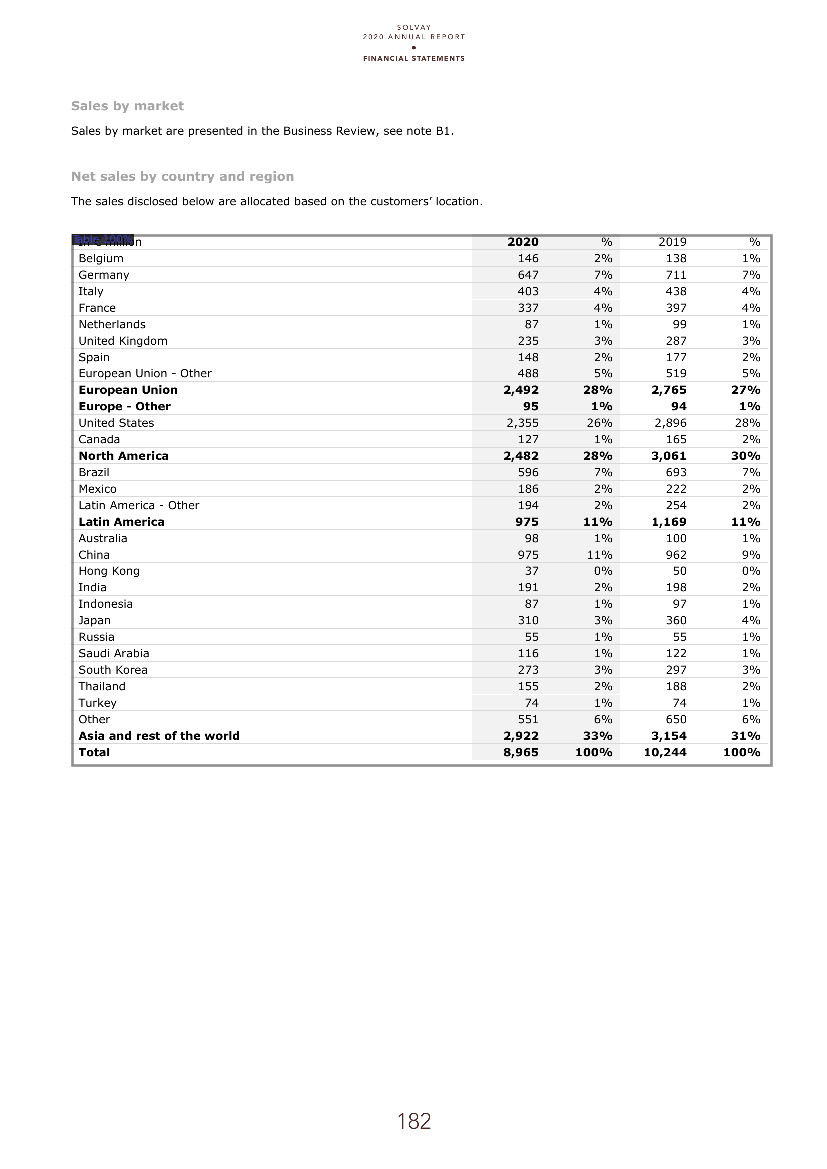 SOLVAY
2020 ANNUAL REPORT
FINANCIAL STATEMENTS
Sales by market
Sales by market are presented in the Business Review, see note B1.
Net sales by country and region
The sales disclosed below are allocated based on the customers’ location.
2020 % 2019 %
Belgium 146 2% 138 1%
Germany 647 7% 711 7%
Italy 403 4% 438 4%
France 337 4% 397 4%
Netherlands 87 1% 99 1%
United Kingdom 235 3% 287 3%
Spain 148 2% 177 2%
European Union - Other 488 5% 519 5%
European Union 2,492 28% 2,765 27%
Europe - Other 95 1% 94 1%
United States 2,355 26% 2,896 28%
Canada 127 1% 165 2%
North America 2,482 28% 3,061 30%
Brazil 596 7% 693 7%
Mexico 186 2% 222 2%
Latin America - Other 194 2% 254 2%
Latin America 975 11% 1,169 11%
Australia 98 1% 100 1%
China 975 11% 962 9%
Hong Kong 37 0% 50 0%
India 191 2% 198 2%
Indonesia 87 1% 97 1%
Japan 310 3% 360 4%
Russia 55 1% 55 1%
Saudi Arabia 116 1% 122 1%
South Korea 273 3% 297 3%
Thailand 155 2% 188 2%
Turkey 74 1% 74 1%
Other 551 6% 650 6%
Asia and rest of the world 2,922 33% 3,154 31%
Total 8,965 100% 10,244 100%
182